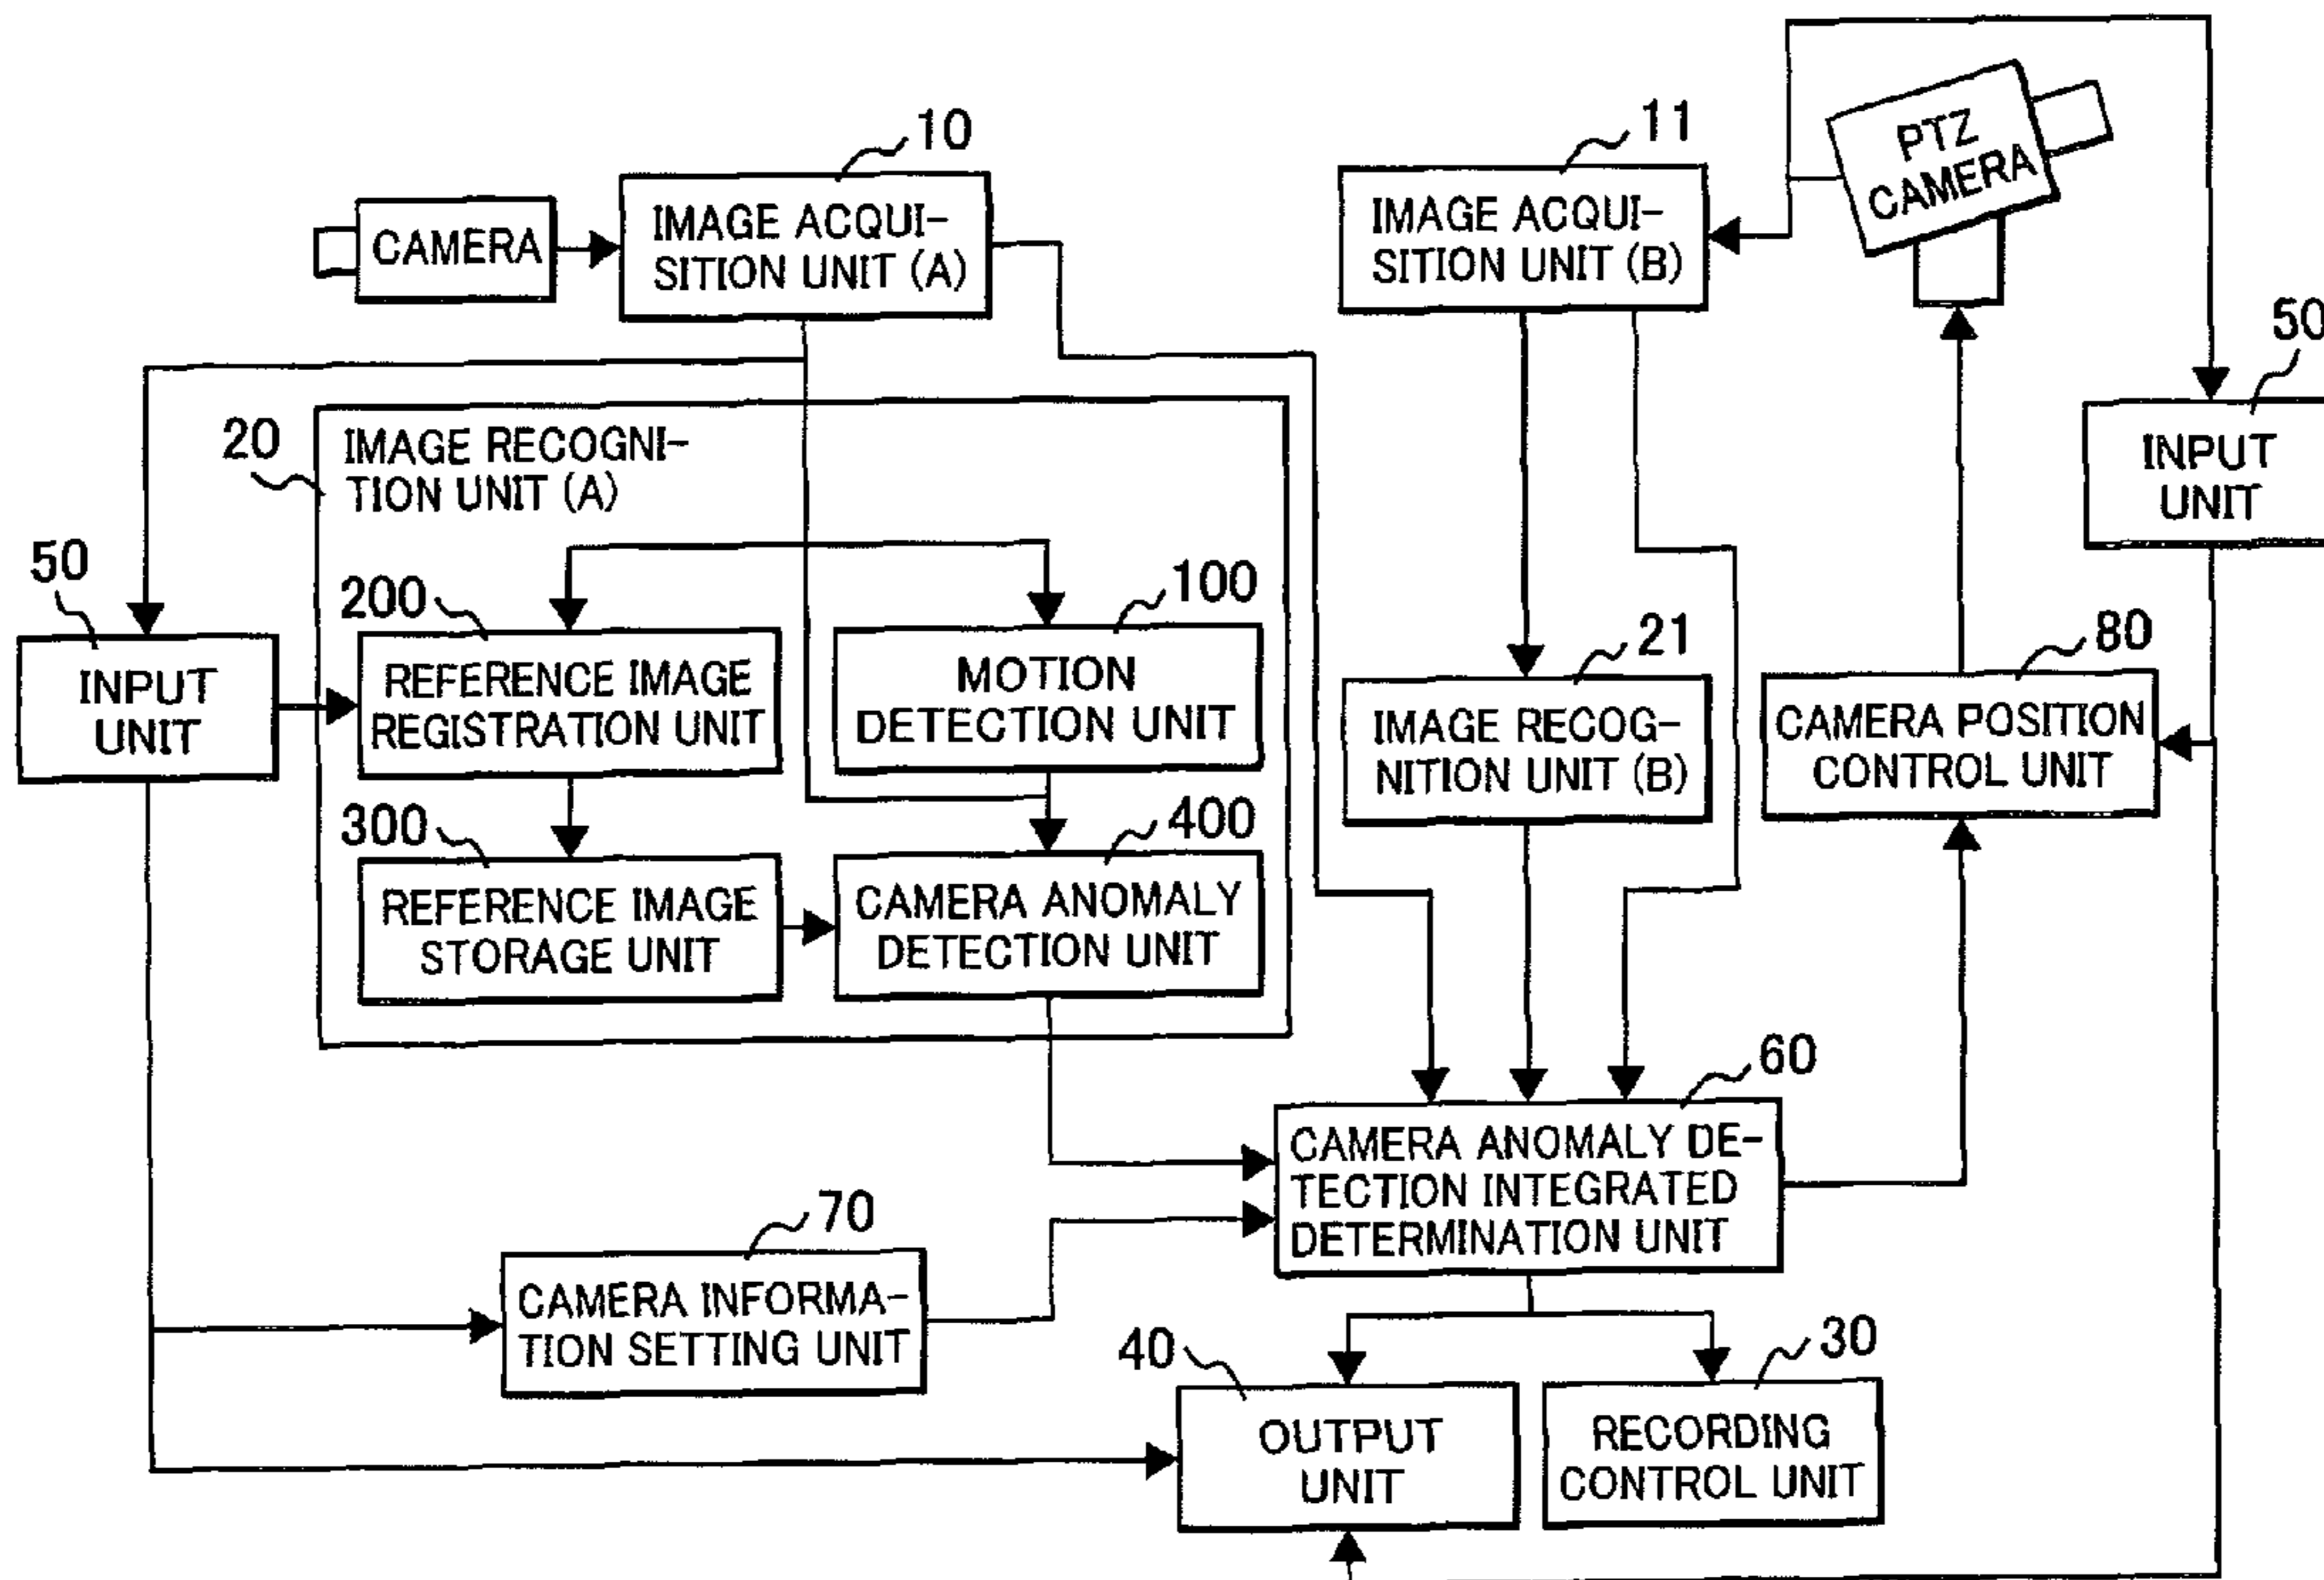 10
CAMERA
IMAGE ACQUI-
SITION UNIT (A)
11
IMAGE ACQUI-
SITION UNIT (B)
PTZ
CAMERA
50
INPUT
UNIT
20
IMAGE RECOGNI-
TION UNIT (A)
50
INPUT
UNIT
200
REFERENCE IMAGE
REGISTRATION UNIT
100
MOTION
DETECTION UNIT
300
REFERENCE IMAGE
STORAGE UNIT
400
CAMERA ANOMALY
DETECTION UNIT
21
IMAGE RECOG-
NITION UNIT (B)
80
CAMERA POSITION
CONTROL UNIT
60
CAMERA ANOMALY DE-
TECTION INTEGRATED
DETERMINATION UNIT
70
CAMERA INFORMA-
TION SETTING UNIT
40
OUTPUT
UNIT
30
RECORDING
CONTROL UNIT